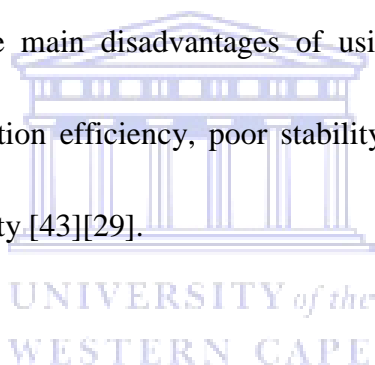 main disadvantages of usi
tion efficiency, poor stability
ty [43][29].
UNIVERSITY of the
WESTERN CAPE